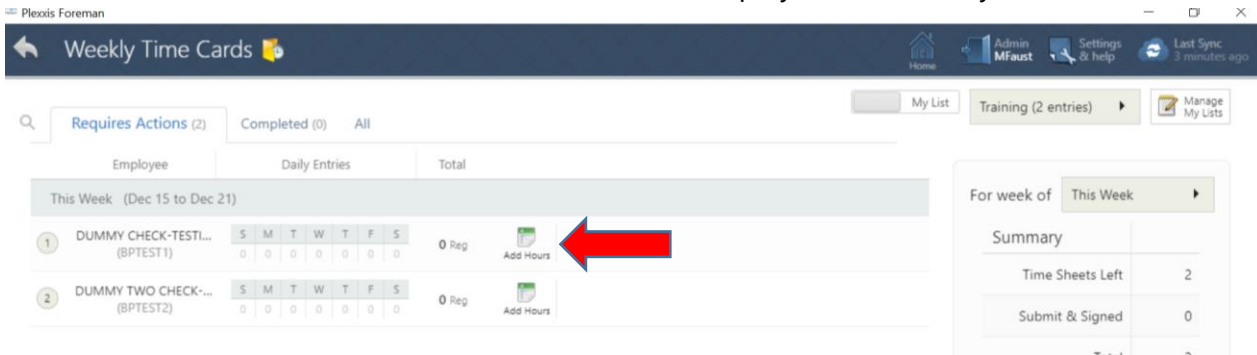 Plexxis Foreman
Weekly Time Cards
Home
Admin
MFaust
Settings
& help
Last Sync
3 minutes ago
My List
Training (2 entries)
Manage
My Lists
Requires Actions (2) Completed (0) All
Employee Daily Entries Total
This Week (Dec 15 to Dec 21)
For week of This Week
1 DUMMY CHECK-TESTI... S M T W T F S
(BPTEST1) 0 0 0 0 0 0 0
0 Reg Add Hours
Summary
Time Sheets Left 2
2 DUMMY TWO CHECK-... S M T W T F S
(BPTEST2) 0 0 0 0 0 0 0
0 Reg Add Hours
Submit & Signed 0